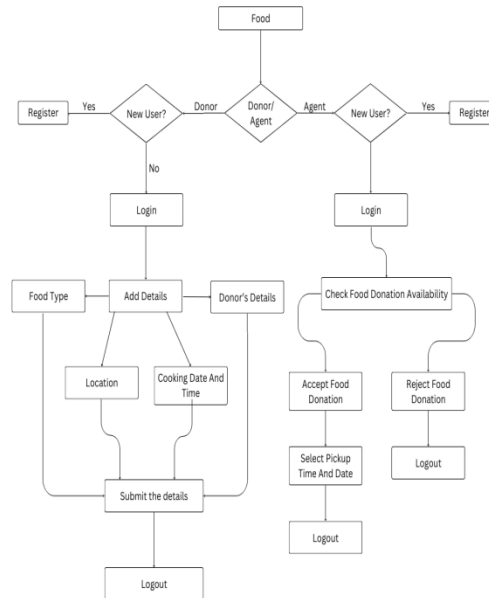 Food
Register
Yes
New User?
Donor
Donor/
Agent
Agent
New User?
Yes
Register
No
Login
Login
Food Type
Add Details
Donor's Details
Check Food Donation Availability
Location
Cooking Date And
Time
Accept Food
Donation
Reject Food
Donation
Select Pickup
Time And Date
Logout
Submit the details
Logout
Logout